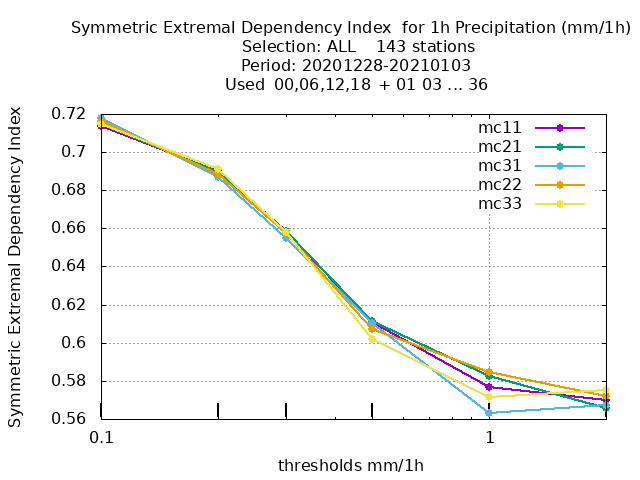 Symmetric Extremal Dependency Index  for 1h Precipitation (mm/1h)
Selection: ALL    143 stations
Period: 20201228-20210103
Used  00,06,12,18  + 01 03 ... 36
Symmetric Extremal Dependency Index
0.72
0.7
0.68
0.66
0.64
0.62
0.6
0.58
0.56
mc11
mc21
mc31
mc22
mc33
0.1
1
thresholds mm/1h